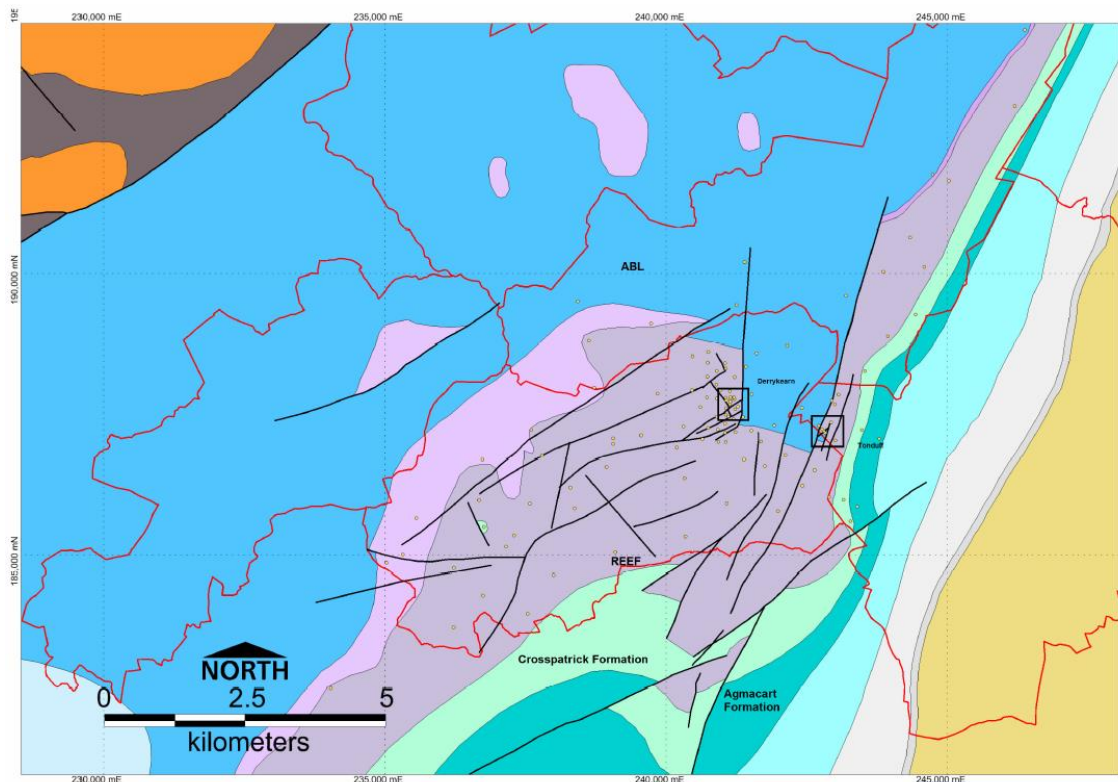 195
230,000 mE
235,000 mE
240,000 mE
245,000 mE
190,000 mN
ABL
Derrykearn
Tonduff
185,000 mN
REEF
Crosspatrick Formation
NORTH
0 2.5 5
kilometers
Agmacart
Formation
230,000 mE
235,000 mE
240,000 mE
245,000 mE